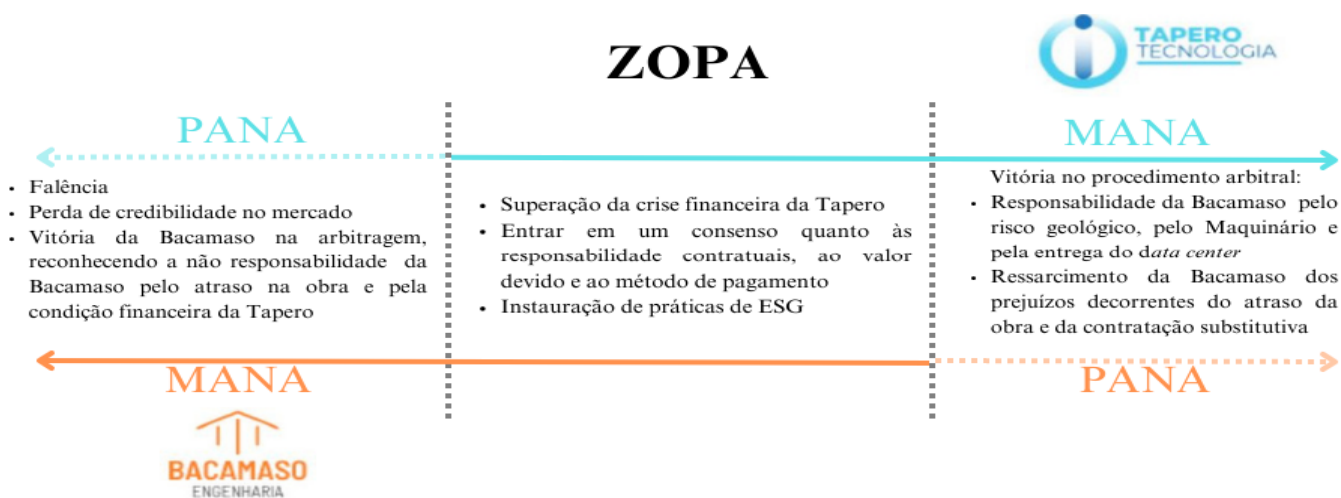 ZOPA
TAPERO
TECNOLOGIA
PANA
MANA
• Falência
• Perda de credibilidade no mercado
• Vitória da Bacamaso na arbitragem,
reconhecendo a não responsabilidade da
Bacamaso pelo atraso na obra e pela
condição financeira da Tapero
• Superação da crise financeira da Tapero
• Entrar em um consenso quanto às
responsabilidade contratuais, ao valor
devido e ao método de pagamento
• Instauração de práticas de ESG
Vitória no procedimento arbitral:
• Responsabilidade da Bacamaso pelo
risco geológico, pelo Maquinário e
pela entrega do data center
• Ressarcimento da Bacamaso dos
prejuízos decorrentes do atraso da
obra e da contratação substitutiva
MANA
PANA
BACAMASO
ENGENHARIA